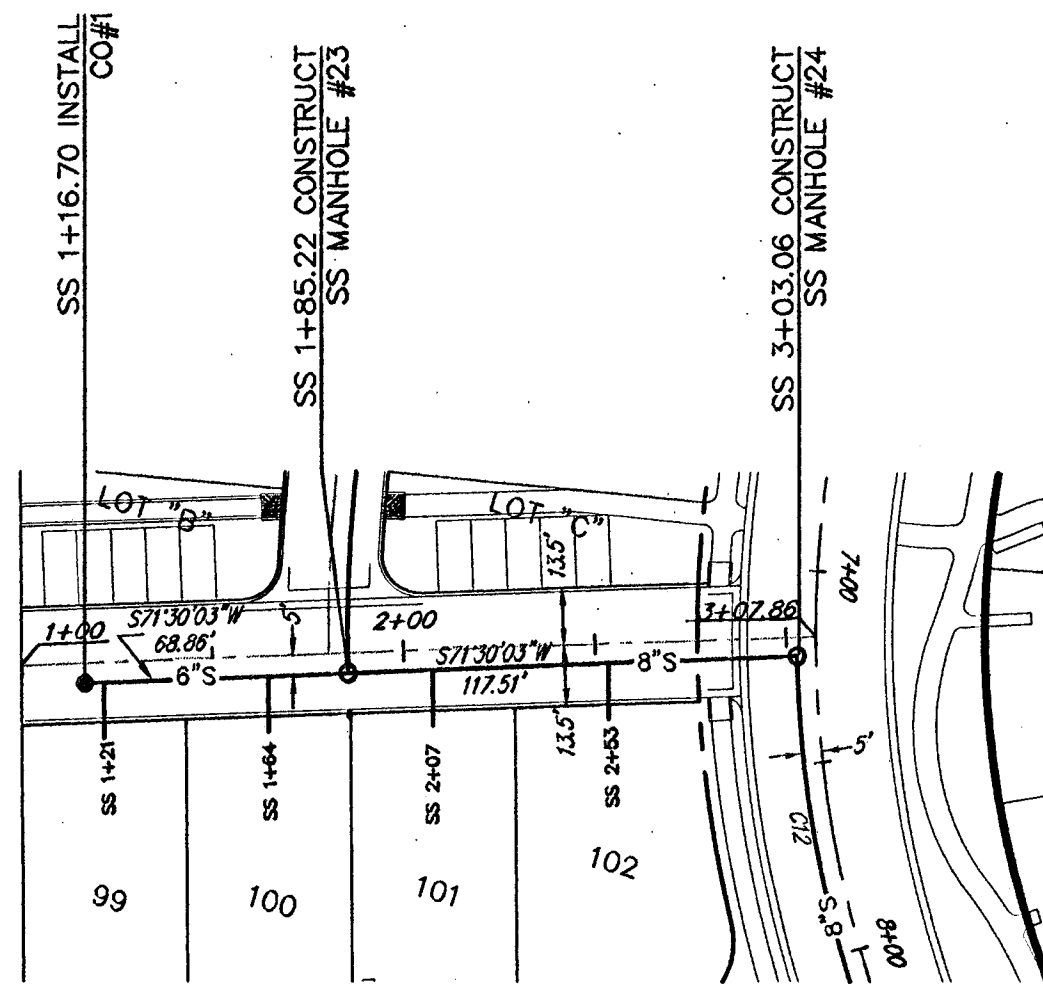 SS 1+16.70 INSTALL
CO#1
SS 1+85.22 CONSTRUCT
SS MANHOLE #23
SS 3+03.06 CONSTRUCT
SS MANHOLE #24
LOT "B"
LOT "C"
13.5'
7+00
1+00
S71°30'03"W
68.86'
5'
2+00
3+07.86
S71°30'03"W
117.51'
6"S
8"S
13.5'
5'
SS 1+21
SS 1+64
SS 2+07
SS 2+53
C12
99
100
101
102
8"S
8+00